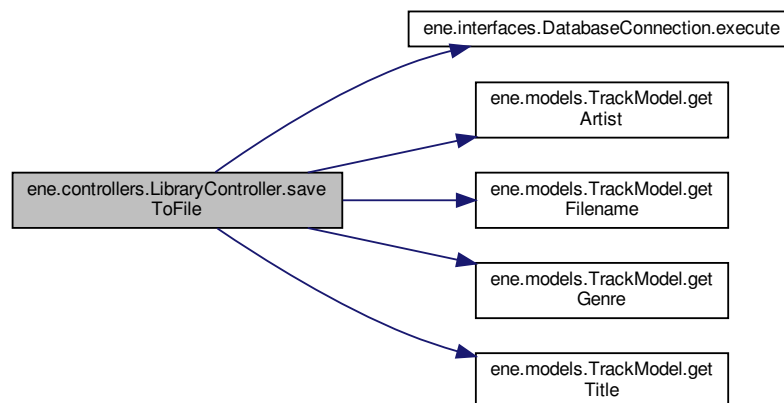 ene.interfaces.DatabaseConnection.execute
ene.models.TrackModel.get
Artist
ene.controllers.LibraryController.save
ToFile
ene.models.TrackModel.get
Filename
ene.models.TrackModel.get
Genre
ene.models.TrackModel.get
Title